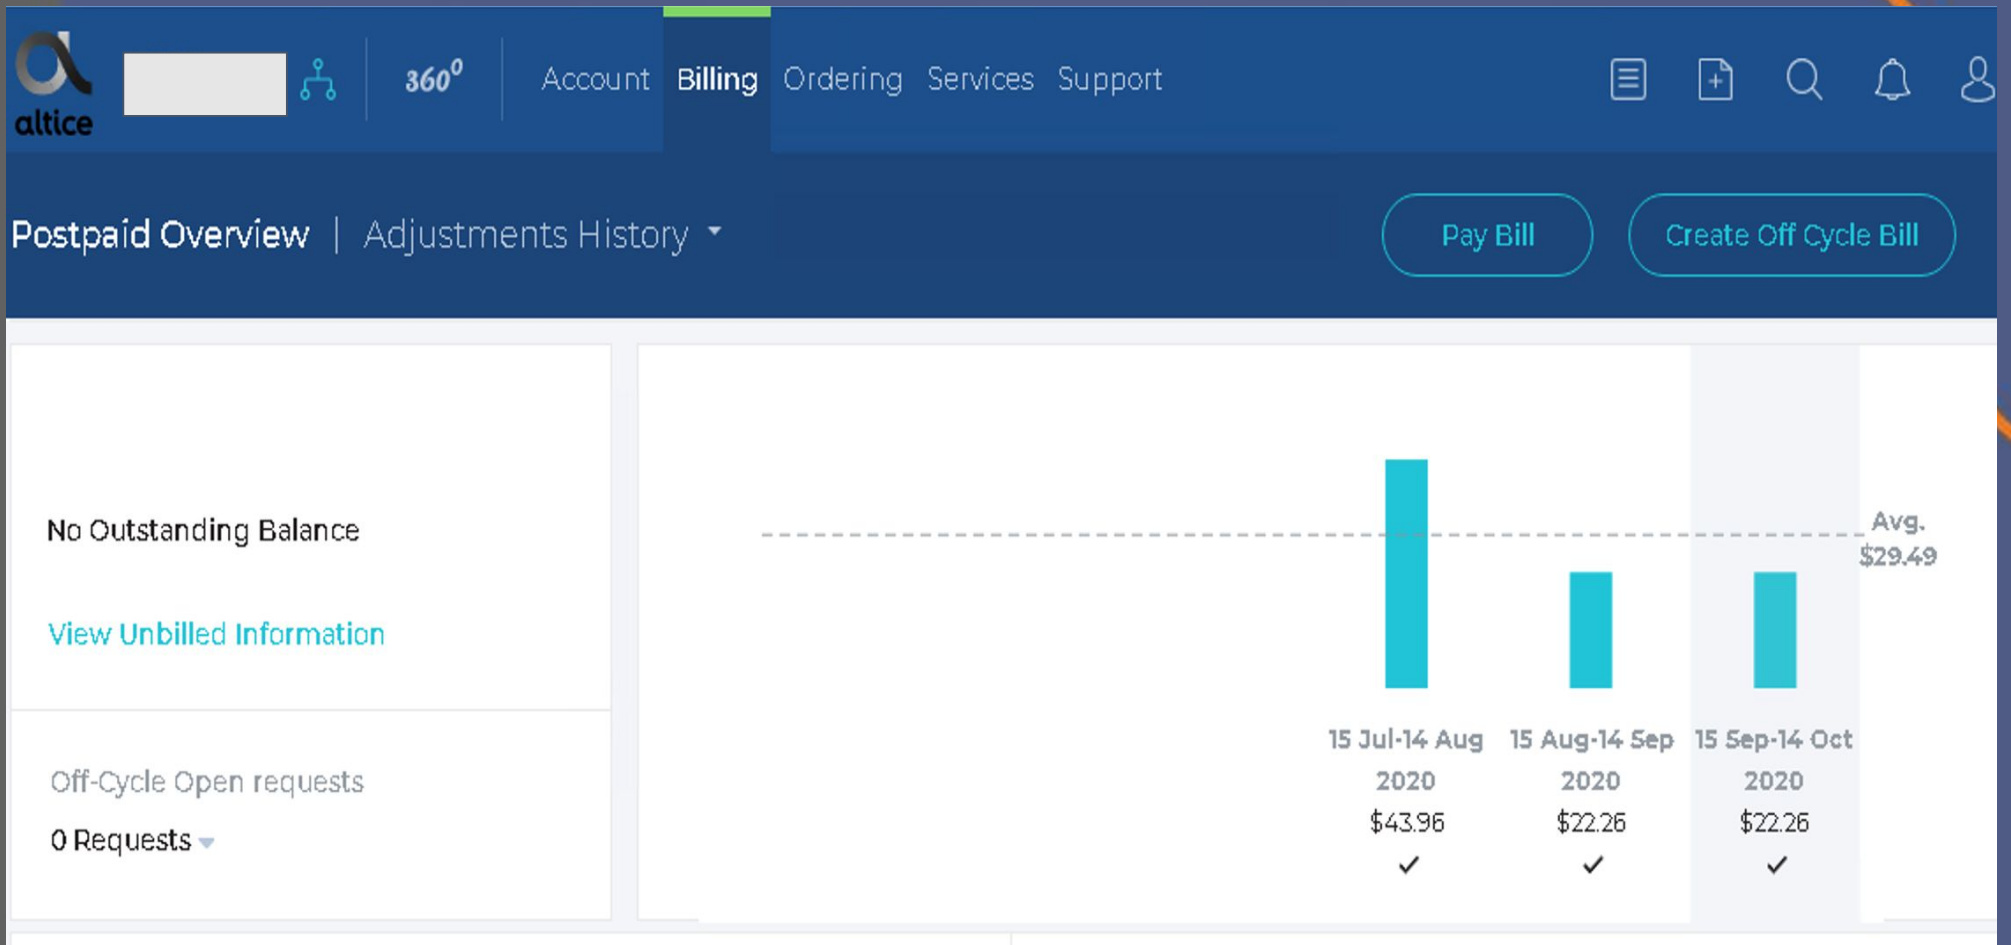 altice
360⁰
Account Billing Ordering Services Support
Postpaid Overview | Adjustments History
Pay Bill
Create Off Cycle Bill
No Outstanding Balance
View Unbilled Information
Off-Cycle Open requests
0 Requests
Avg.
$29.49
15 Jul-14 Aug 15 Aug-14 Sep 15 Sep-14 Oct
2020 2020 2020
$43.96 $22.26 $22.26